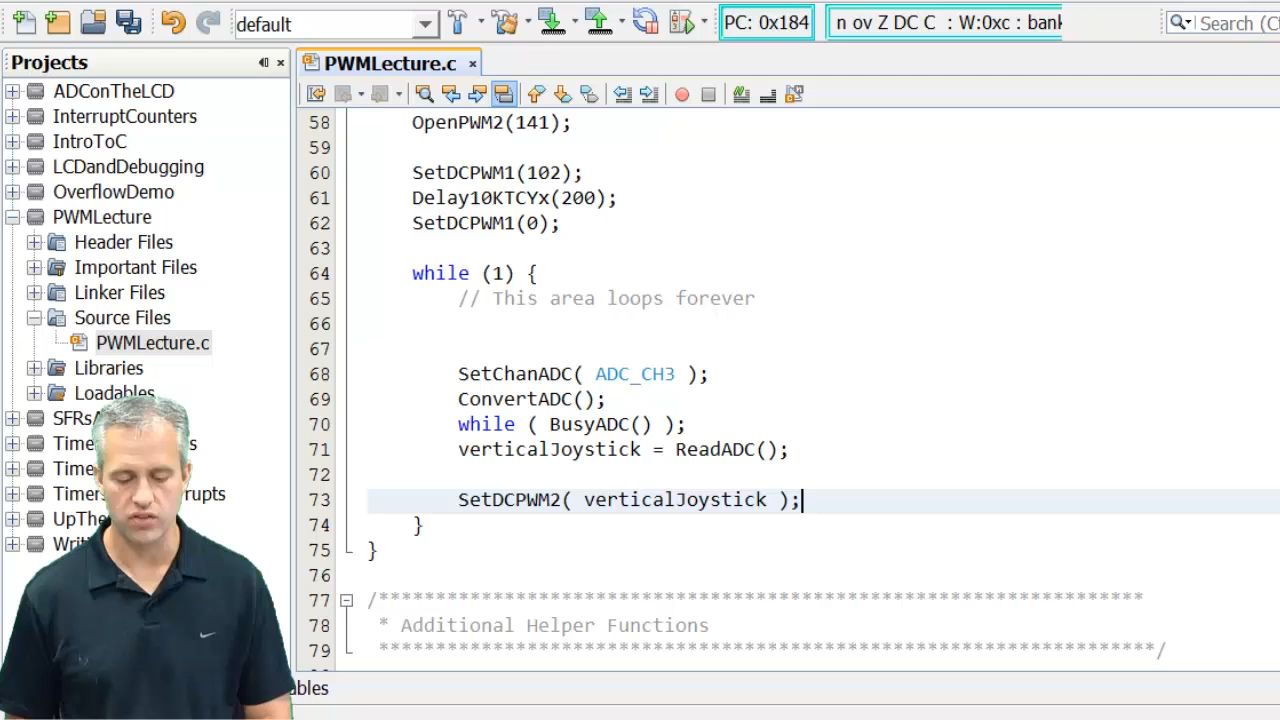 default
PC: 0x184
n ov Z DC C : W:0xc : bank
Search (C
Projects
PWMLecture.c
ADConTheLCD
InterruptCounters
IntroToC
LCDandDebugging
OverflowDemo
PWMLecture
Header Files
Important Files
Linker Files
Source Files
PWMLecture.c
Libraries
Loadables
SFRs
Time
s
Time
Timer
rrupts
UpThe
Writi
58 OpenPWM2(141);
59
60 SetDCPWM1(102);
61 Delay10KTCYx(200);
62 SetDCPWM1(0);
63
64 while (1) {
65 // This area loops forever
66
67
68 SetChanADC( ADC_CH3 );
69 ConvertADC();
70 while ( BusyADC() );
71 verticalJoystick = ReadADC();
72
73 SetDCPWM2( verticalJoystick );
74 }
75 }
76
77 /*******************************************************************
78 * Additional Helper Functions
79 ********************************************************************/
ables